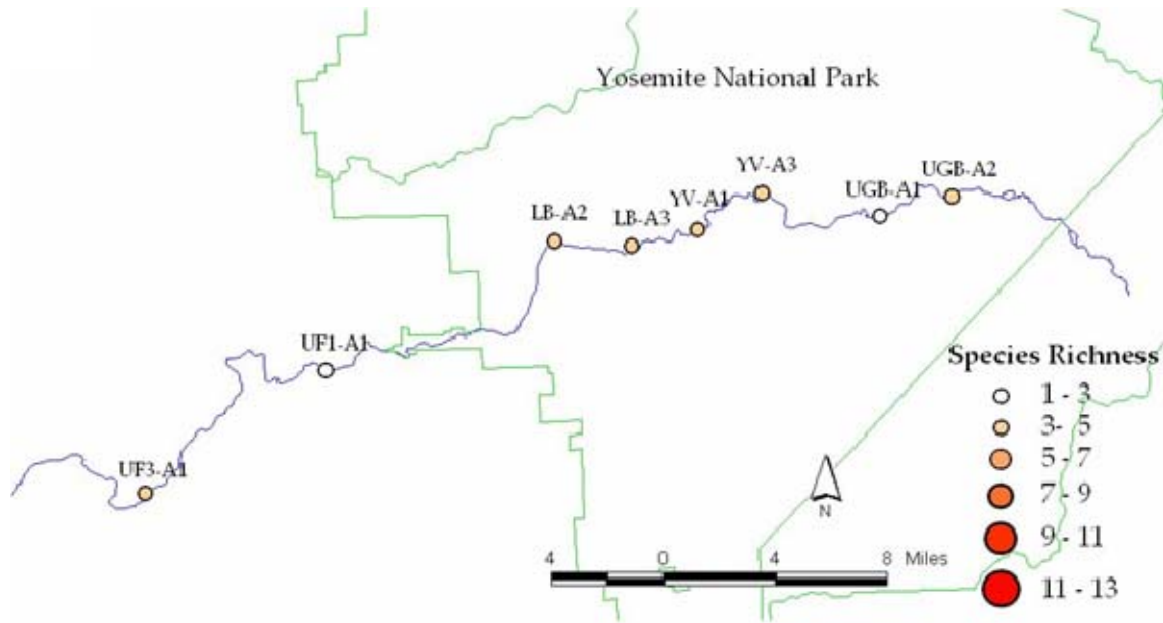 Yosemite National Park
YV-A3
UGB-A1
UGB-A2
LB-A2
LB-A3
YV-A1
UF1-A1
UF3-A1
Species Richness
1 - 3
3- 5
5 - 7
7 - 9
9 - 11
11 - 13
N
4 0 4 8 Miles